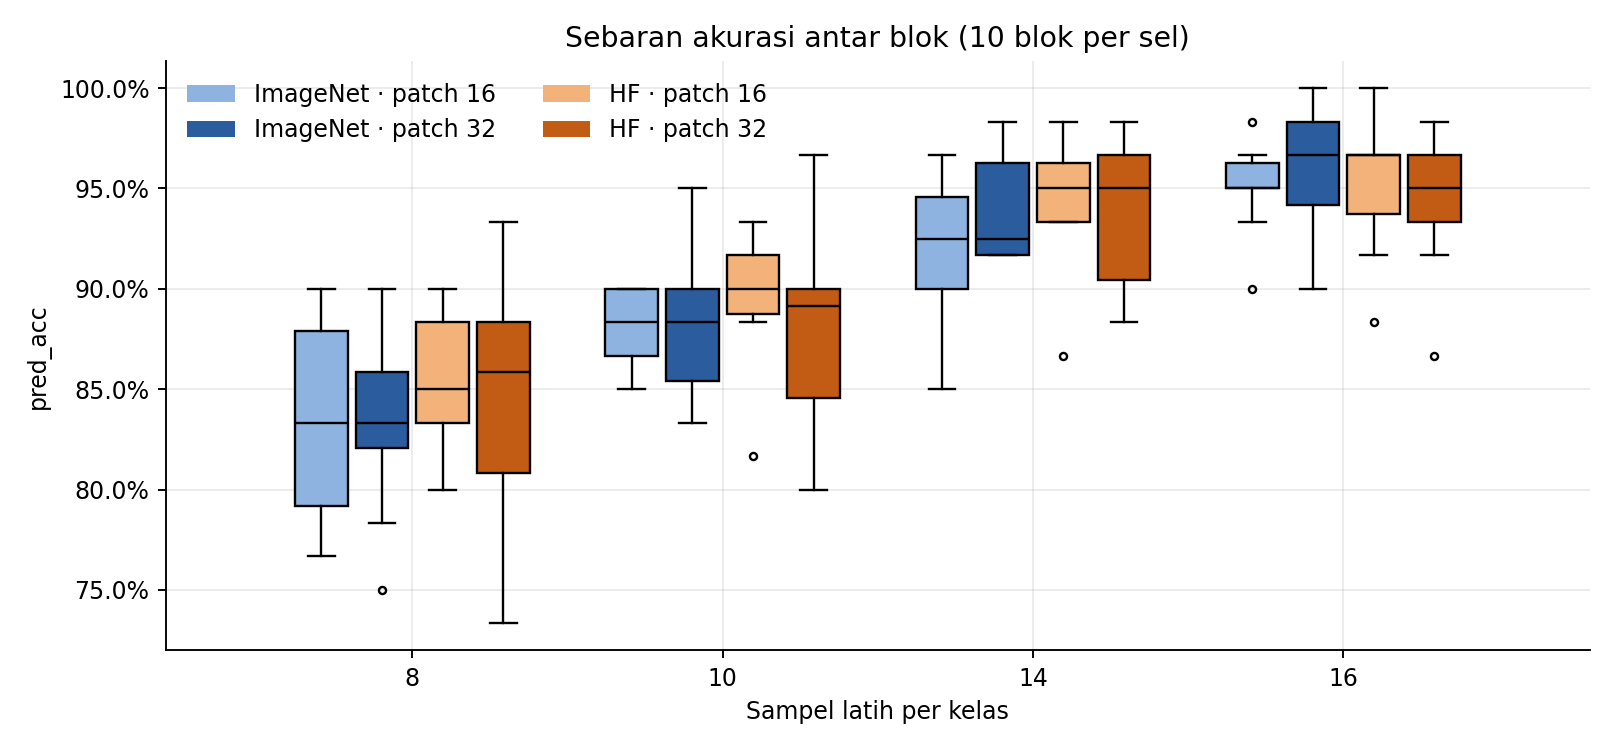 Sebaran akurasi antar blok (10 blok per sel)
ImageNet · patch 16
ImageNet · patch 32
HF · patch 16
HF · patch 32
100.0%
95.0%
90.0%
85.0%
80.0%
75.0%
pred_acc
8 10 14 16
Sampel latih per kelas